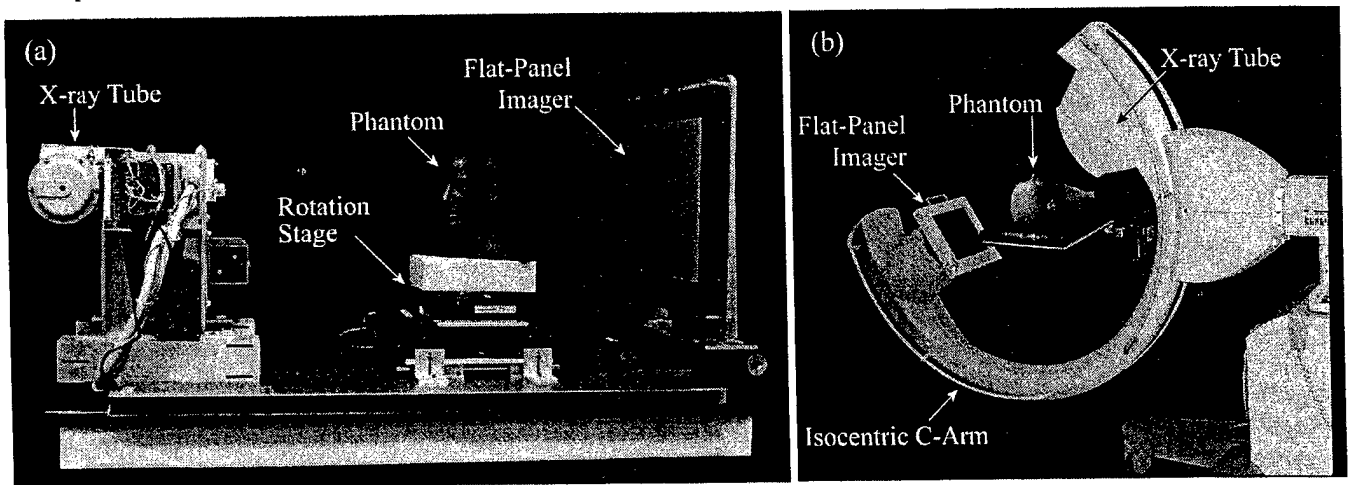 (a)
X-ray Tube
Phantom
Flat-Panel
Imager
Rotation
Stage
(b)
X-ray Tube
Phantom
Flat-Panel
Imager
Isocentric C-Arm